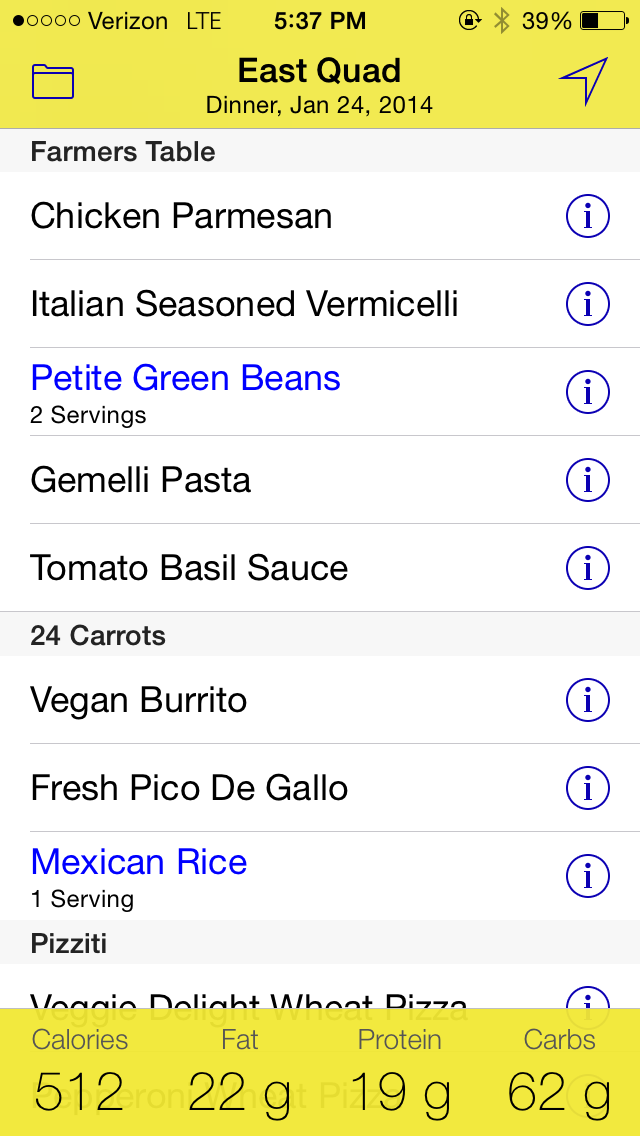 Verizon LTE 5:37 PM 39%
East Quad
Dinner, Jan 24, 2014
Farmers Table
Chicken Parmesan
Italian Seasoned Vermicelli
Petite Green Beans
2 Servings
Gemelli Pasta
Tomato Basil Sauce
24 Carrots
Vegan Burrito
Fresh Pico De Gallo
Mexican Rice
1 Serving
Pizziti
Veggie Delight Wheat Pizza
Pepperoni Wheat Pizza
Calories Fat Protein Carbs
512 22 g 19 g 62 g